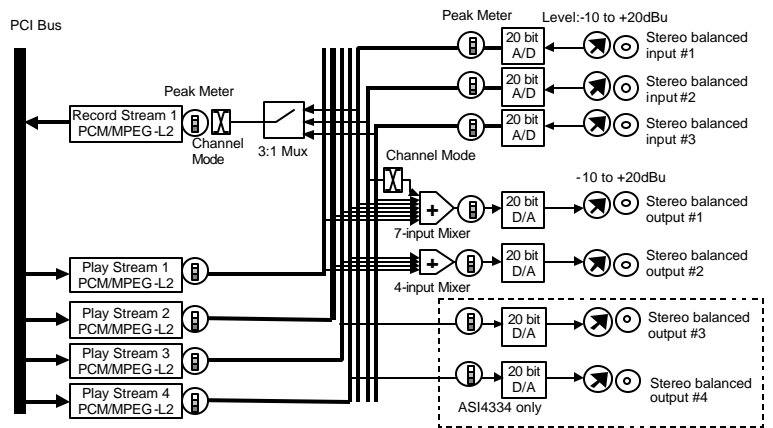 PCI Bus
Peak Meter
Level:-10 to +20dBu
20 bit
A/D
Stereo balanced
input #1
20 bit
A/D
Stereo balanced
input #2
Peak Meter
Record Stream 1
PCM/MPEG-L2
Channel
Mode
3:1 Mux
20 bit
A/D
Stereo balanced
input #3
Channel Mode
-10 to +20dBu
+
7-input Mixer
20 bit
D/A
Stereo balanced
output #1
Play Stream 1
PCM/MPEG-L2
+
4-input Mixer
20 bit
D/A
Stereo balanced
output #2
Play Stream 2
PCM/MPEG-L2
20 bit
D/A
Stereo balanced
output #3
Play Stream 3
PCM/MPEG-L2
Play Stream 4
PCM/MPEG-L2
20 bit
D/A
Stereo balanced
output #4
ASI4334 only